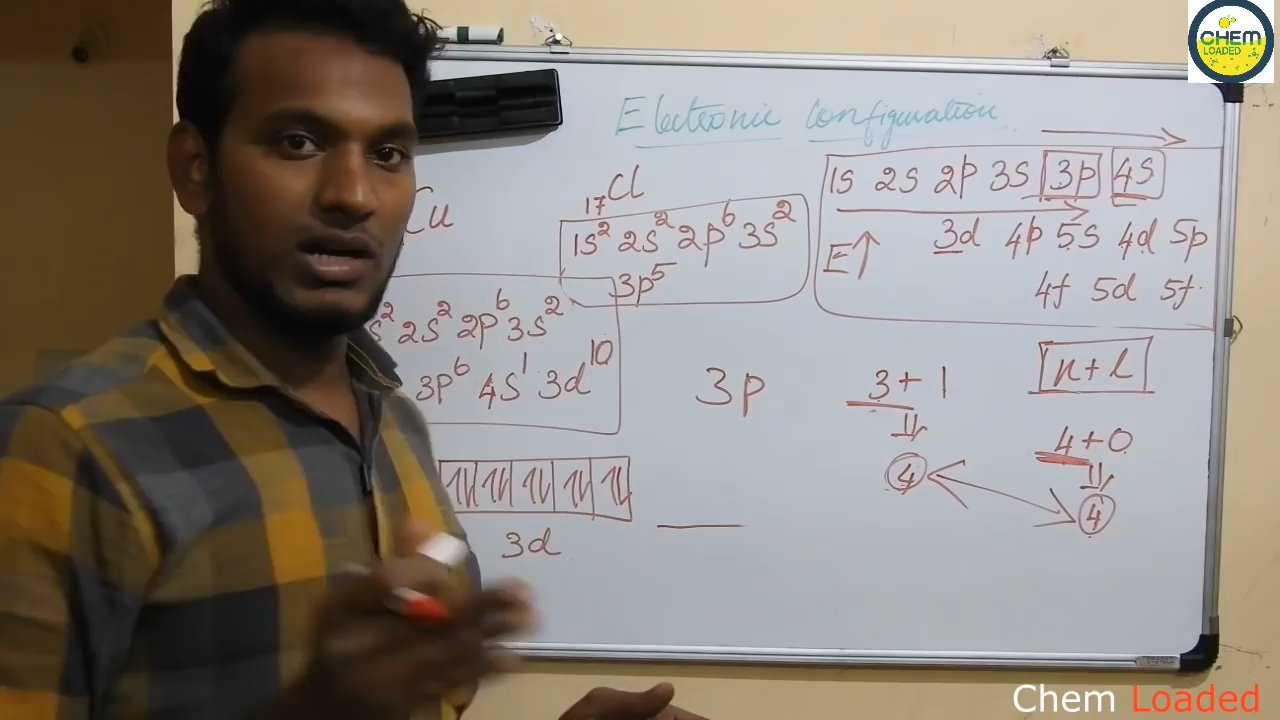 CHEM
LOADED
Electronic configuration
Cu
17Cl
1s² 2s² 2p⁶ 3s²
3p⁵
1s 2s 2p 3s 3p 4s
E↑ 3d 4p 5s 4d 5p
4f 5d 5f
s² 2s² 2p⁶ 3s²
3p⁶ 4s¹ 3d¹⁰
3d
3p
3+1
4
n+l
4+0
4
Chem Loaded